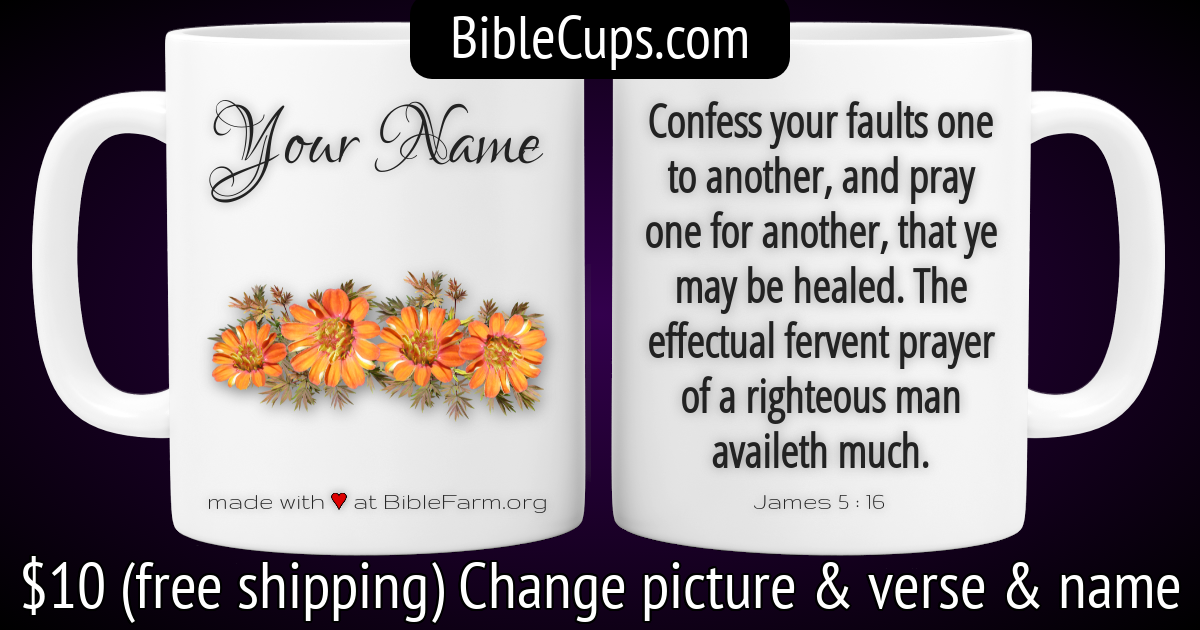 BibleCups.com
Your Name
made with ♥ at BibleFarm.org
Confess your faults one
to another, and pray
one for another, that ye
may be healed. The
effectual fervent prayer
of a righteous man
availeth much.
James 5 : 16
$10 (free shipping) Change picture & verse & name